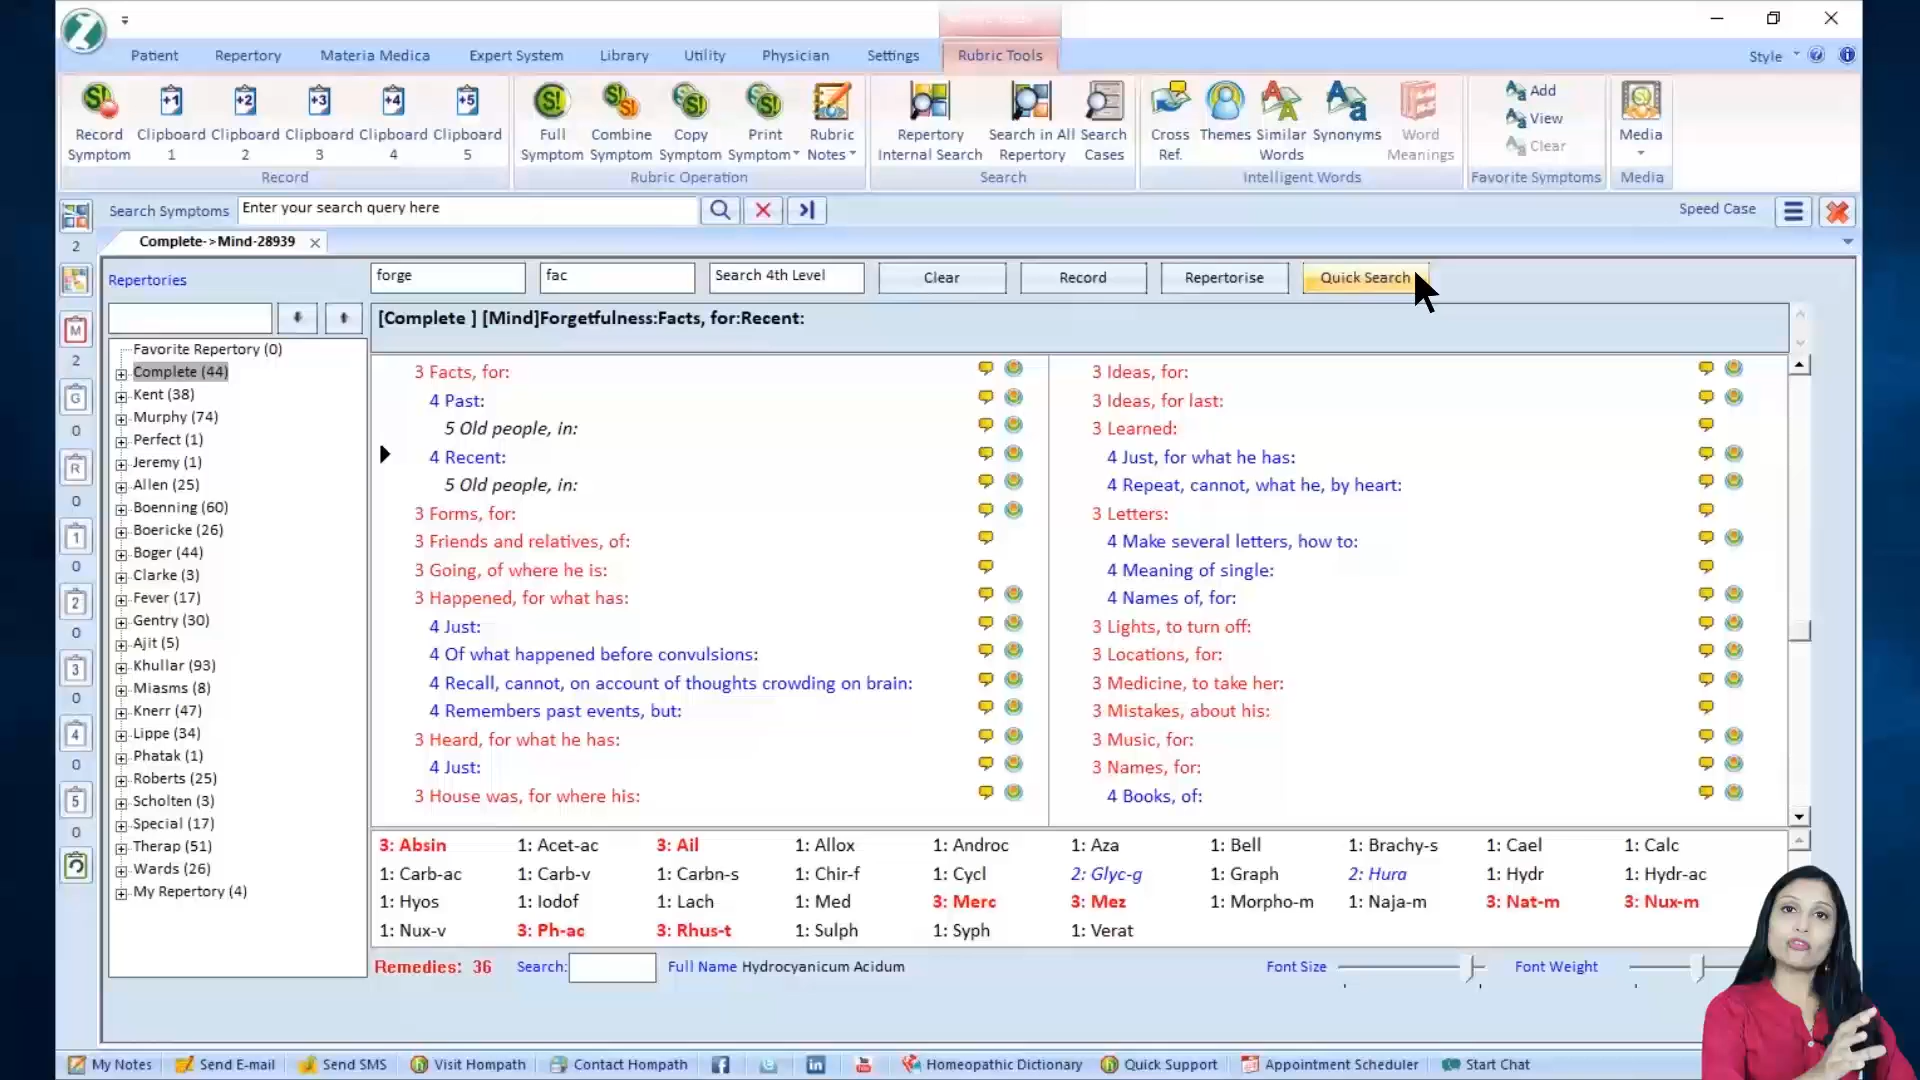 Patient Repertory Materia Medica Expert System Library Utility Physician Settings Rubric Tools Style
Record Symptom
+1 Clipboard 1
+2 Clipboard 2
+3 Clipboard 3
+4 Clipboard 4
+5 Clipboard 5
Record
Full Symptom
Combine Symptom
Copy Symptom
Print Symptom
Rubric Notes
Rubric Operation
Repertory Internal Search
Search in All Repertory
Search Cases
Search
Cross Ref.
Themes
Similar Words
Synonyms
Word Meanings
Intelligent Words
Add
View
Clear
Favorite Symptoms
Media
Media
Search Symptoms Enter your search query here Speed Case
Complete->Mind-28939
2
M
2
G
0
R
0
1
0
2
0
3
0
4
0
5
0
Repertories
forge fac Search 4th Level Clear Record Repertorise Quick Search
[Complete ] [Mind]Forgetfulness:Facts, for:Recent:
Favorite Repertory (0)
Complete (44)
Kent (38)
Murphy (74)
Perfect (1)
Jeremy (1)
Allen (25)
Boenning (60)
Boericke (26)
Boger (44)
Clarke (3)
Fever (17)
Gentry (30)
Ajit (5)
Khullar (93)
Miasms (8)
Knerr (47)
Lippe (34)
Phatak (1)
Roberts (25)
Scholten (3)
Special (17)
Therap (51)
Wards (26)
My Repertory (4)
3 Facts, for:
4 Past:
5 Old people, in:
4 Recent:
5 Old people, in:
3 Forms, for:
3 Friends and relatives, of:
3 Going, of where he is:
3 Happened, for what has:
4 Just:
4 Of what happened before convulsions:
4 Recall, cannot, on account of thoughts crowding on brain:
4 Remembers past events, but:
3 Heard, for what he has:
4 Just:
3 House was, for where his:
3 Ideas, for:
3 Ideas, for last:
3 Learned:
4 Just, for what he has:
4 Repeat, cannot, what he, by heart:
3 Letters:
4 Make several letters, how to:
4 Meaning of single:
4 Names of, for:
3 Lights, to turn off:
3 Locations, for:
3 Medicine, to take her:
3 Mistakes, about his:
3 Music, for:
3 Names, for:
4 Books, of:
3: Absin 1: Acet-ac 3: Ail 1: Allox 1: Androc 1: Aza 1: Bell 1: Brachy-s 1: Cael 1: Calc
1: Carb-ac 1: Carb-v 1: Carbn-s 1: Chir-f 1: Cycl 2: Glyc-g 1: Graph 2: Hura 1: Hydr 1: Hydr-ac
1: Hyos 1: Iodof 1: Lach 1: Med 3: Merc 3: Mez 1: Morpho-m 1: Naja-m 3: Nat-m 3: Nux-m
1: Nux-v 3: Ph-ac 3: Rhus-t 1: Sulph 1: Syph 1: Verat
Remedies: 36 Search: Full Name Hydrocyanicum Acidum Font Size Font Weight
My Notes Send E-mail Send SMS Visit Hompath Contact Hompath Homeopathic Dictionary Quick Support Appointment Scheduler Start Chat